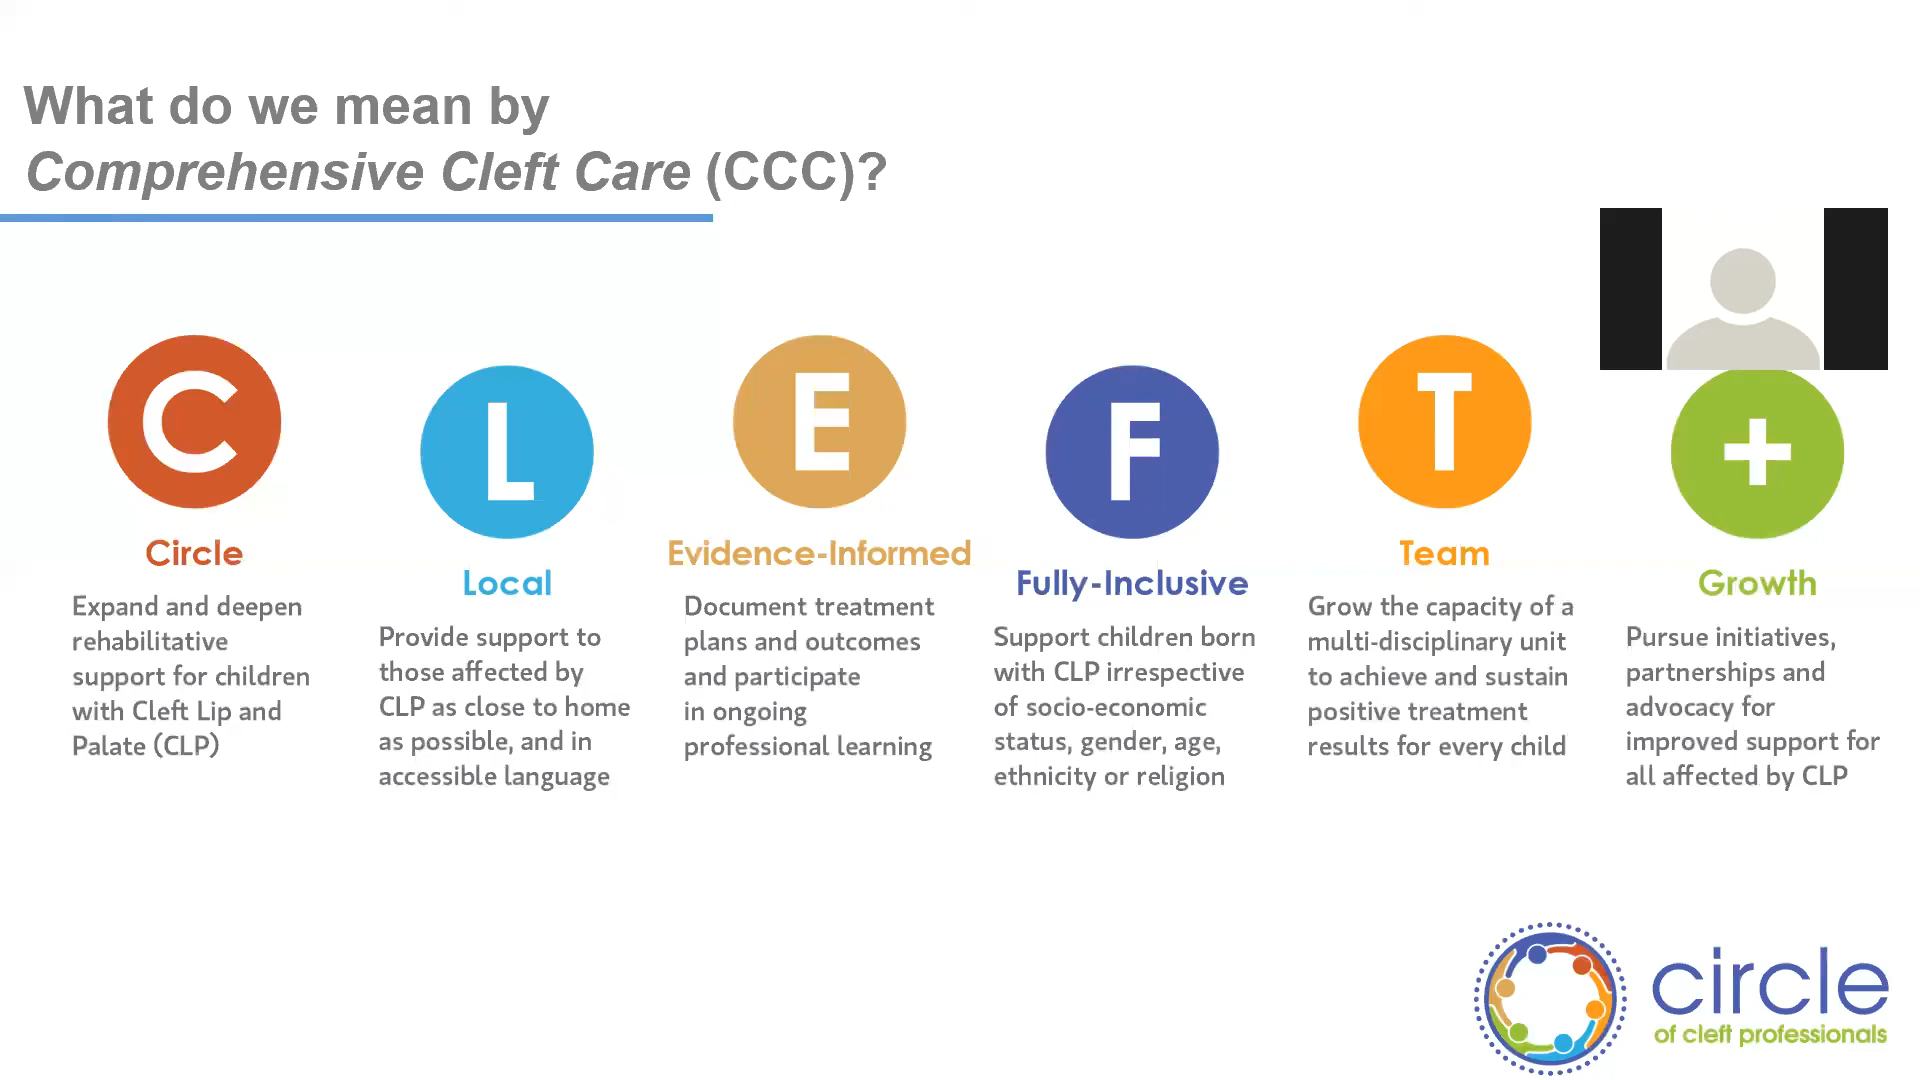 What do we mean by
Comprehensive Cleft Care (CCC)?
C
Circle
Expand and deepen
rehabilitative
support for children
with Cleft Lip and
Palate (CLP)
L
Local
Provide support to
those affected by
CLP as close to home
as possible, and in
accessible language
E
Evidence-Informed
Document treatment
plans and outcomes
and participate
in ongoing
professional learning
F
Fully-Inclusive
Support children born
with CLP irrespective
of socio-economic
status, gender, age,
ethnicity or religion
T
Team
Grow the capacity of a
multi-disciplinary unit
to achieve and sustain
positive treatment
results for every child
+
Growth
Pursue initiatives,
partnerships and
advocacy for
improved support for
all affected by CLP
circle
of cleft professionals